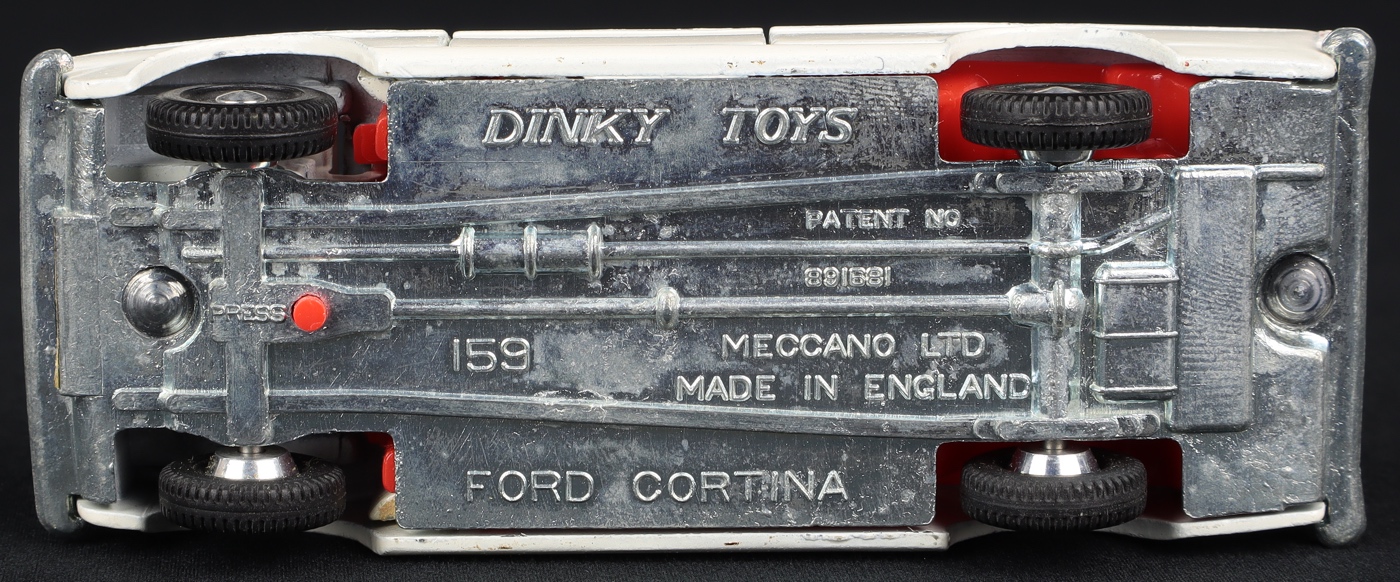 DINKY TOYS
PATENT NO
891681
PRESS
159
MECCANO LTD
MADE IN ENGLAND
FORD CORTINA